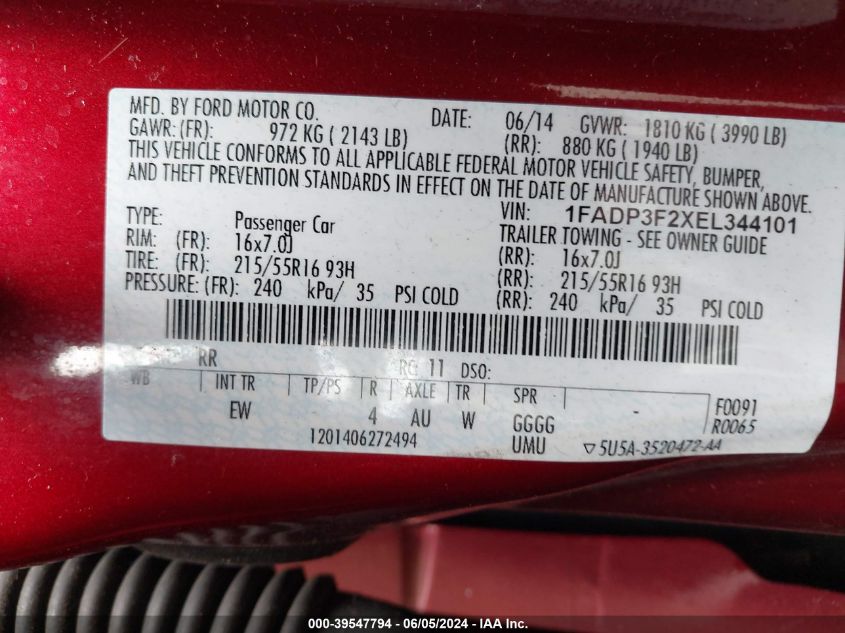 MFD. BY FORD MOTOR CO. DATE: 06/14 GVWR: 1810 KG ( 3990 LB)
GAWR: (FR): 972 KG ( 2143 LB) (RR): 880 KG ( 1940 LB)
THIS VEHICLE CONFORMS TO ALL APPLICABLE FEDERAL MOTOR VEHICLE SAFETY, BUMPER,
AND THEFT PREVENTION STANDARDS IN EFFECT ON THE DATE OF MANUFACTURE SHOWN ABOVE.
VIN: 1FADP3F2XEL344101
TYPE: Passenger Car TRAILER TOWING - SEE OWNER GUIDE
RIM: (FR): 16x7.0J (RR): 16x7.0J
TIRE: (FR): 215/55R16 93H (RR): 215/55R16 93H
PRESSURE: (FR): 240 kPa/ 35 PSI COLD (RR): 240 kPa/ 35 PSI COLD
RR RC: 11 DSO:
WB INT TR TP/PS R AXLE TR SPR
EW 4 AU W GGGG - F0091
UMU R0065
1201406272494 5U5A-3520472-AA
000-39547794 - 06/05/2024 - IAA Inc.